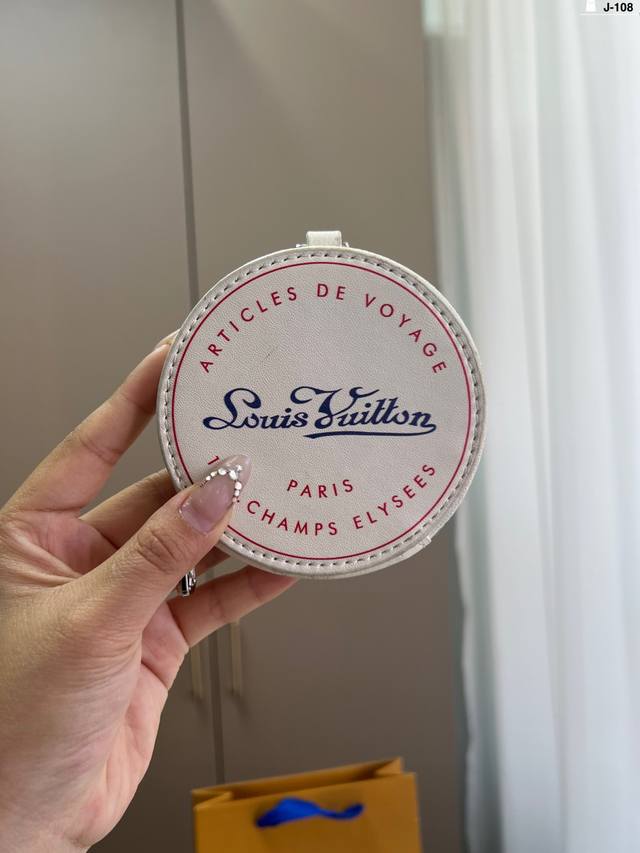 J-108
ARTICLES DE VOYAGE
Louis Vuitton
PARIS
CHAMPS ELYSEES